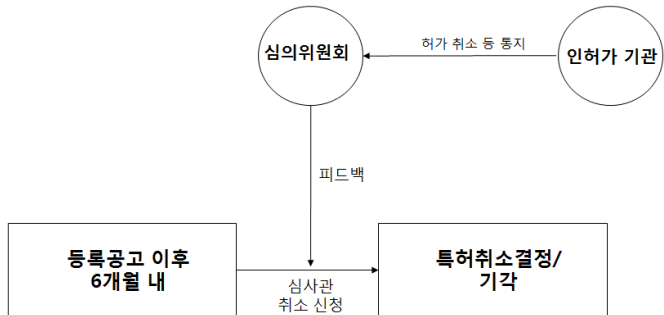 심의위원회
허가 취소 등 통지
인허가 기관
피드백
등록공고 이후
6개월 내
심사관
취소 신청
특허취소결정/
기각